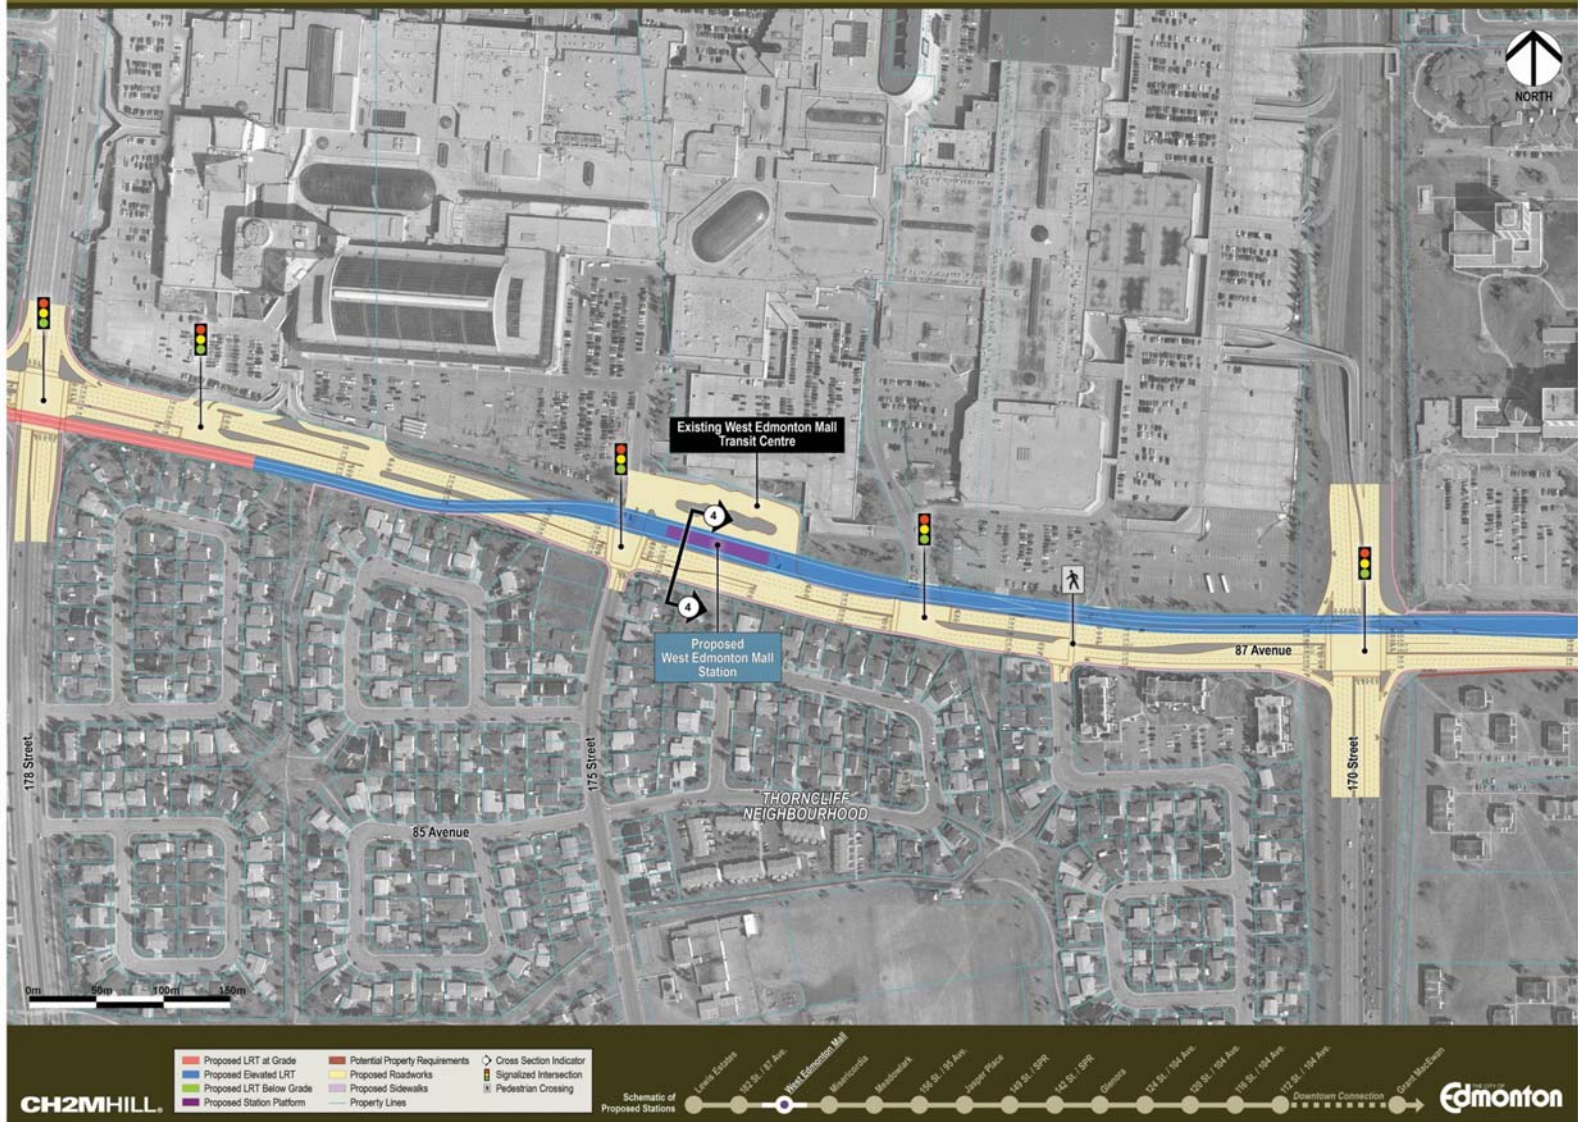 NORTH
Existing West Edmonton Mall
Transit Centre
4
4
Proposed
West Edmonton Mall
Station
87 Avenue
178 Street
175 Street
170 Street
THORNCLIFF
NEIGHBOURHOOD
85 Avenue
0m 50m 100m 150m
CH2MHILL®
Proposed LRT at Grade
Proposed Elevated LRT
Proposed LRT Below Grade
Proposed Station Platform
Potential Property Requirements
Proposed Roadworks
Proposed Sidewalks
Property Lines
Cross Section Indicator
Signalized Intersection
Pedestrian Crossing
Schematic of
Proposed Stations
Lewis Estates
182 St. / 87 Ave.
West Edmonton Mall
Misericordia
Meadowlark
156 St. / 95 Ave.
Jasper Place
149 St. / SPR
142 St. / SPR
Glenora
124 St. / 104 Ave.
120 St. / 104 Ave.
116 St. / 104 Ave.
112 St. / 104 Ave.
Downtown Connection
Grant MacEwan
THE CITY OF
Edmonton